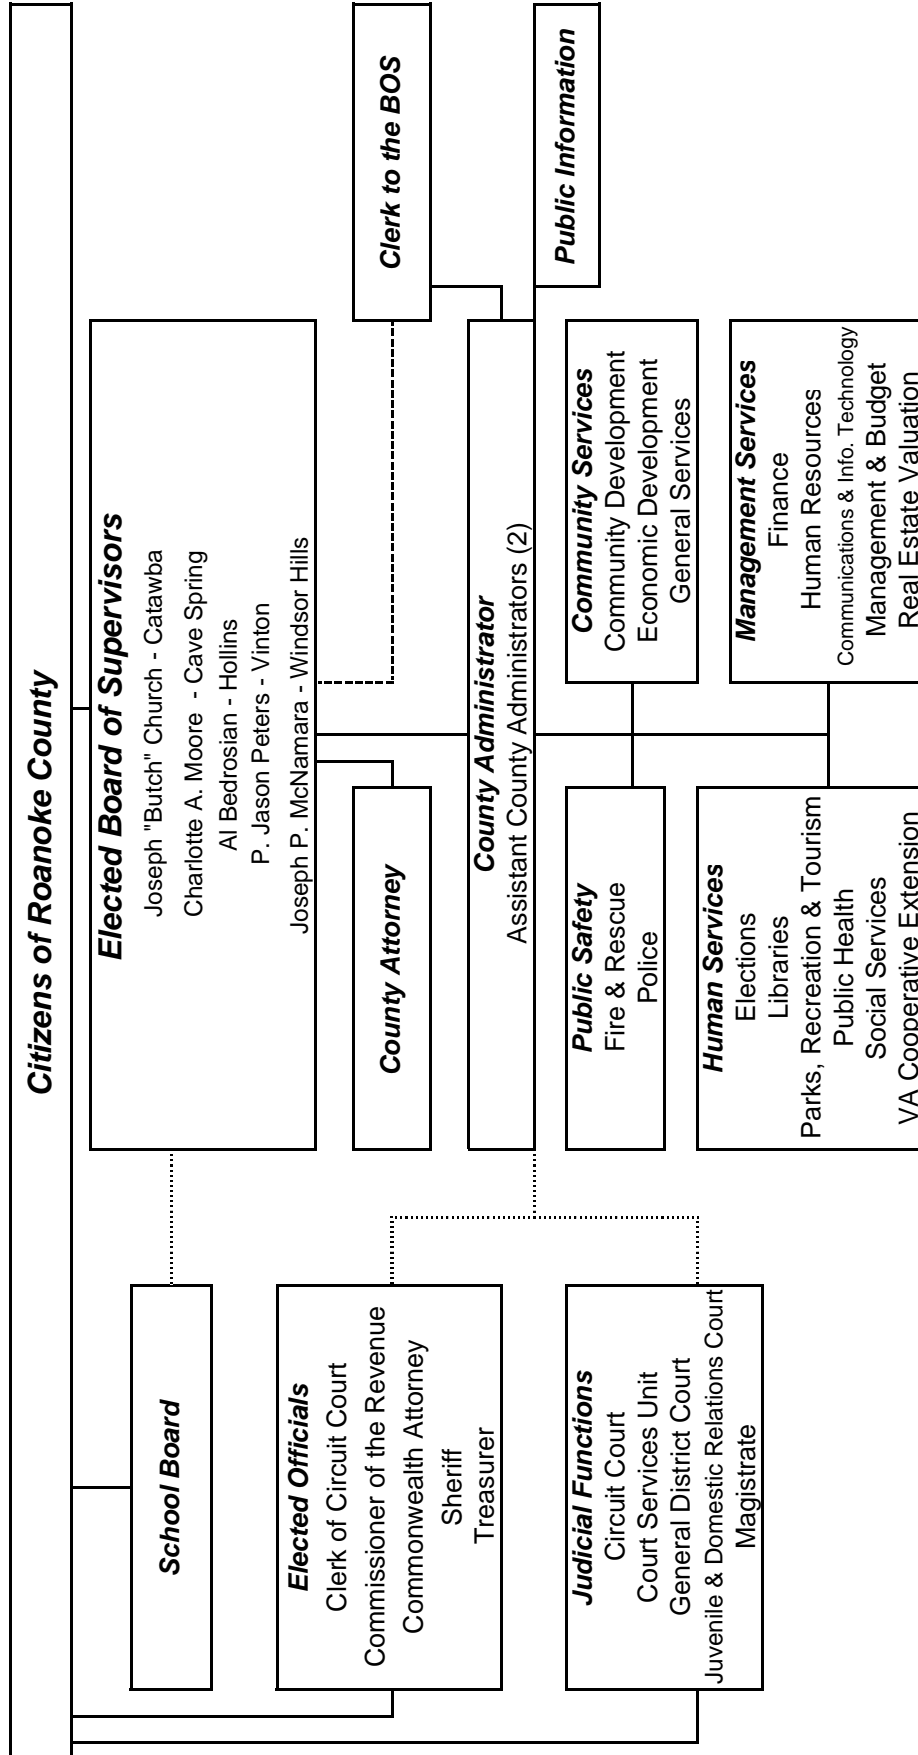 Citizens of Roanoke County
School Board
Elected Board of Supervisors
Joseph "Butch" Church - Catawba
Charlotte A. Moore - Cave Spring
Al Bedrosian - Hollins
P. Jason Peters - Vinton
Joseph P. McNamara - Windsor Hills
Elected Officials
Clerk of Circuit Court
Commissioner of the Revenue
Commonwealth Attorney
Sheriff
Treasurer
County Attorney
Clerk to the BOS
County Administrator
Assistant County Administrators (2)
Public Information
Judicial Functions
Circuit Court
Court Services Unit
General District Court
Juvenile & Domestic Relations Court
Magistrate
Public Safety
Fire & Rescue
Police
Community Services
Community Development
Economic Development
General Services
Human Services
Elections
Libraries
Parks, Recreation & Tourism
Public Health
Social Services
VA Cooperative Extension
Management Services
Finance
Human Resources
Communications & Info. Technology
Management & Budget
Real Estate Valuation